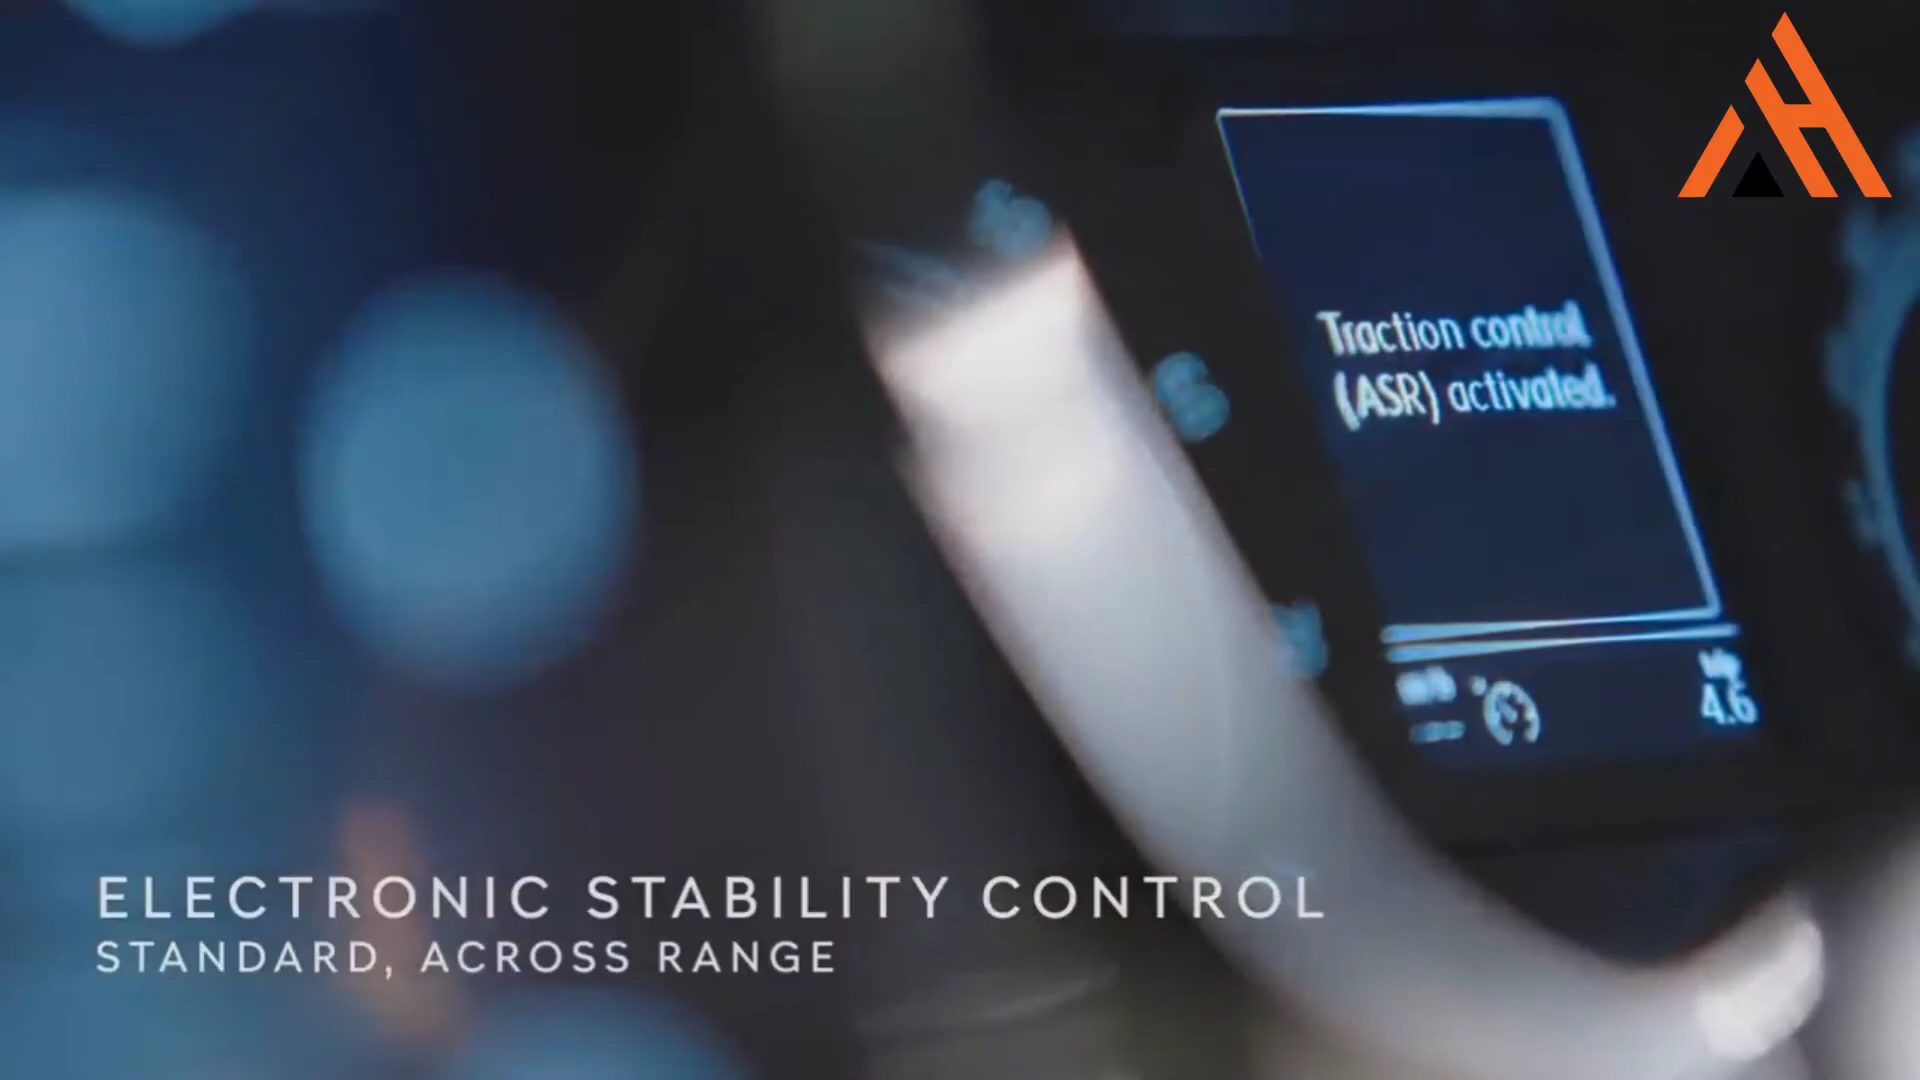 Traction control
(ASR) activated.
4.6
ELECTRONIC STABILITY CONTROL
STANDARD, ACROSS RANGE